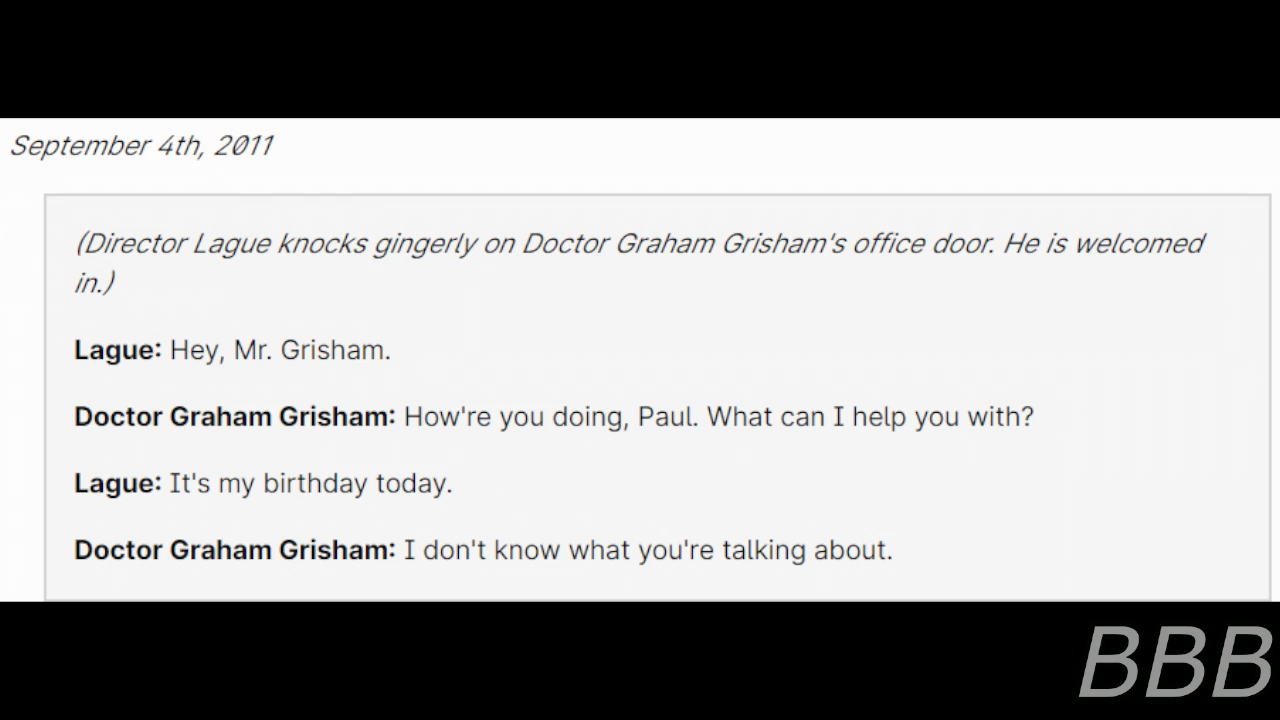 September 4th, 2011
(Director Lague knocks gingerly on Doctor Graham Grisham's office door. He is welcomed
in.)
Lague: Hey, Mr. Grisham.
Doctor Graham Grisham: How're you doing, Paul. What can I help you with?
Lague: It's my birthday today.
Doctor Graham Grisham: I don't know what you're talking about.
BBB